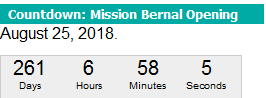 Countdown: Mission Bernal Opening
August 25, 2018.
261 6 58 5
Days Hours Minutes Seconds